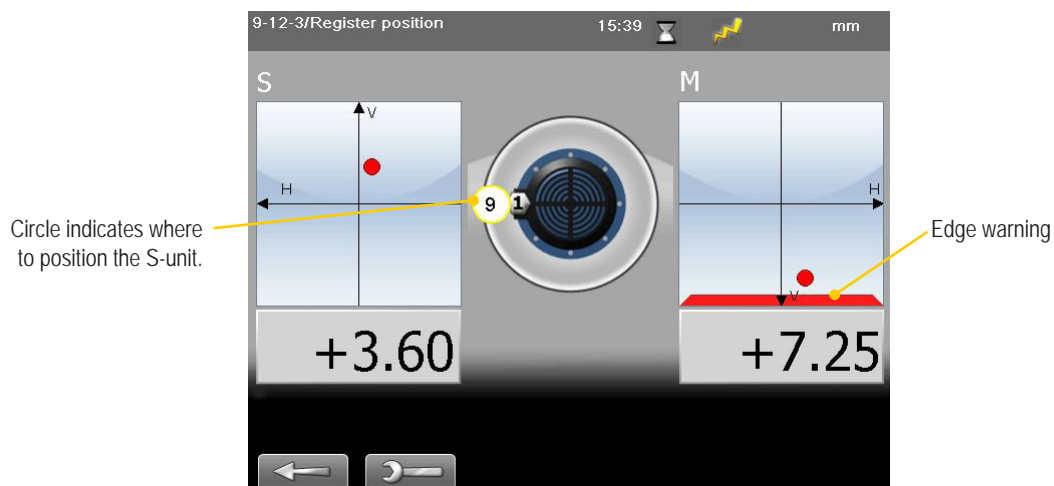 9-12-3/Register position 15:39 mm
S
M
V
H
H
V
9
1
Circle indicates where
to position the S-unit.
Edge warning
+3.60
+7.25